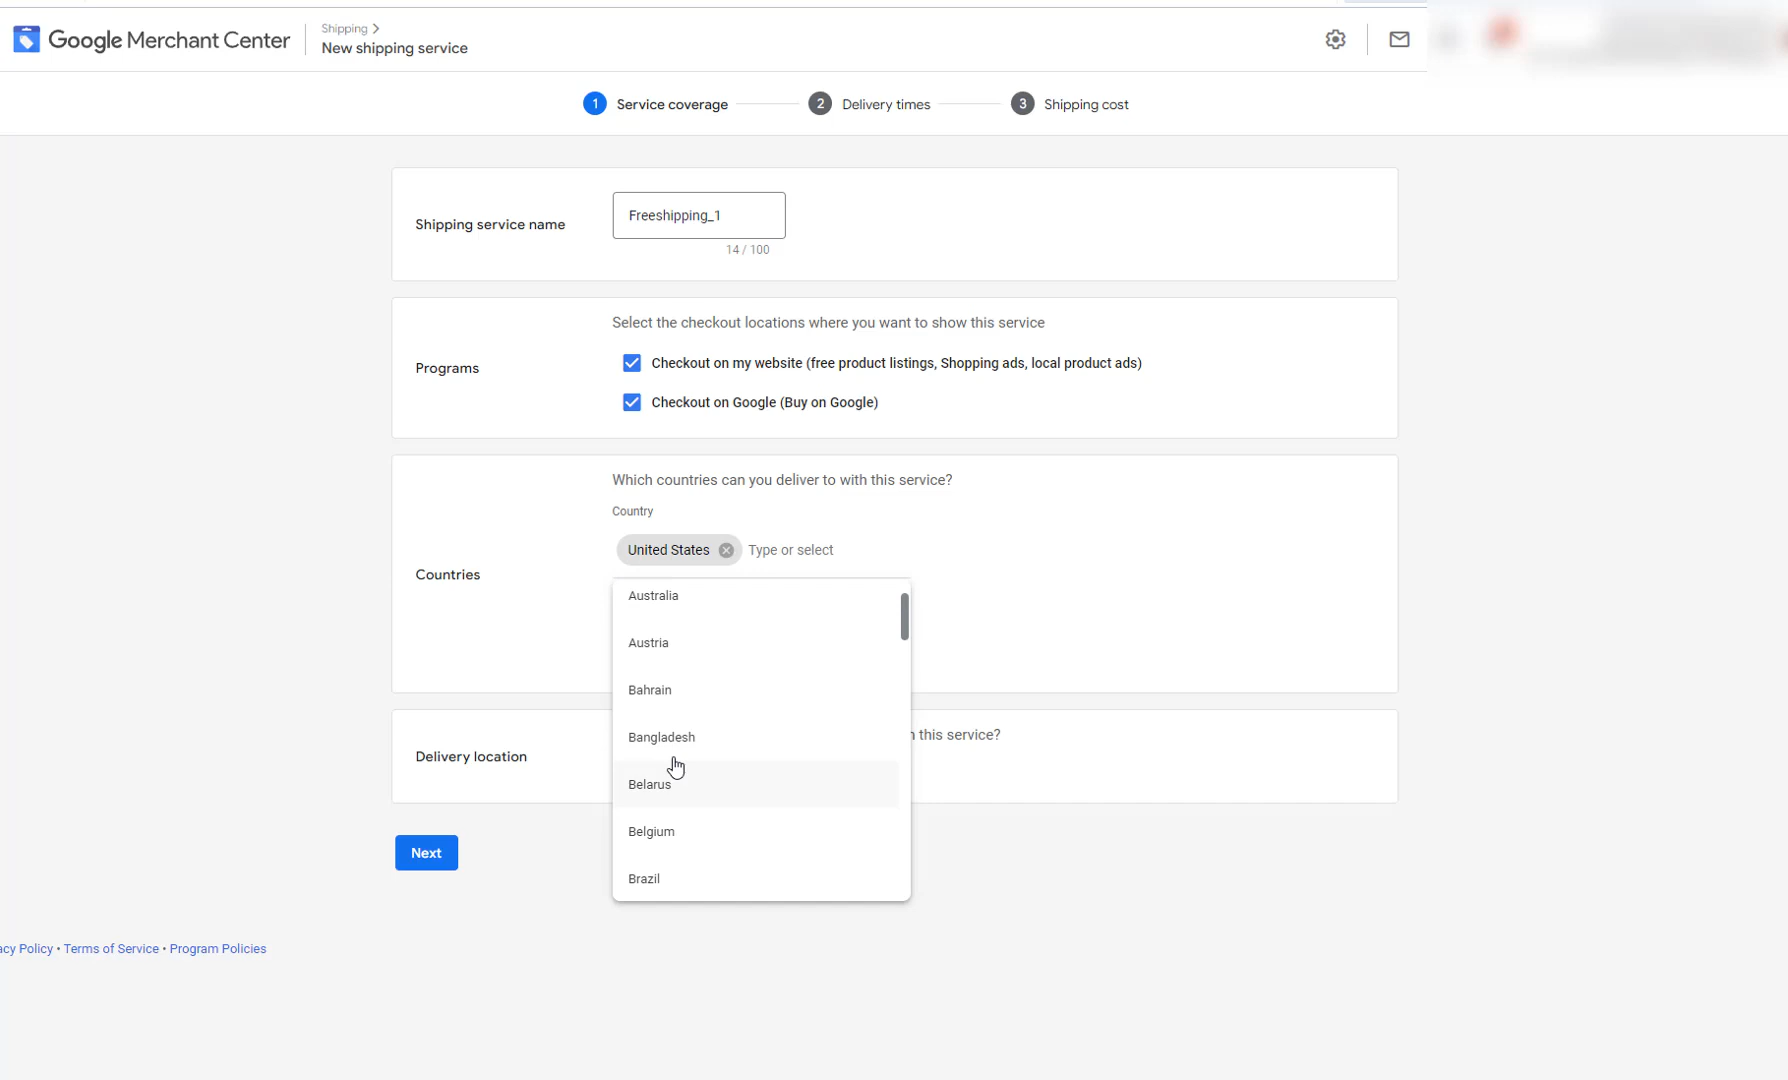 Google Merchant Center
Shipping
New shipping service
1 Service coverage
2 Delivery times
3 Shipping cost
Shipping service name
Freeshipping_1
14 / 100
Programs
Select the checkout locations where you want to show this service
Checkout on my website (free product listings, Shopping ads, local product ads)
Checkout on Google (Buy on Google)
Countries
Which countries can you deliver to with this service?
Country
United States
Type or select
Australia
Austria
Bahrain
Bangladesh
Belarus
Belgium
Brazil
Delivery location
this service?
Next
acy Policy • Terms of Service • Program Policies